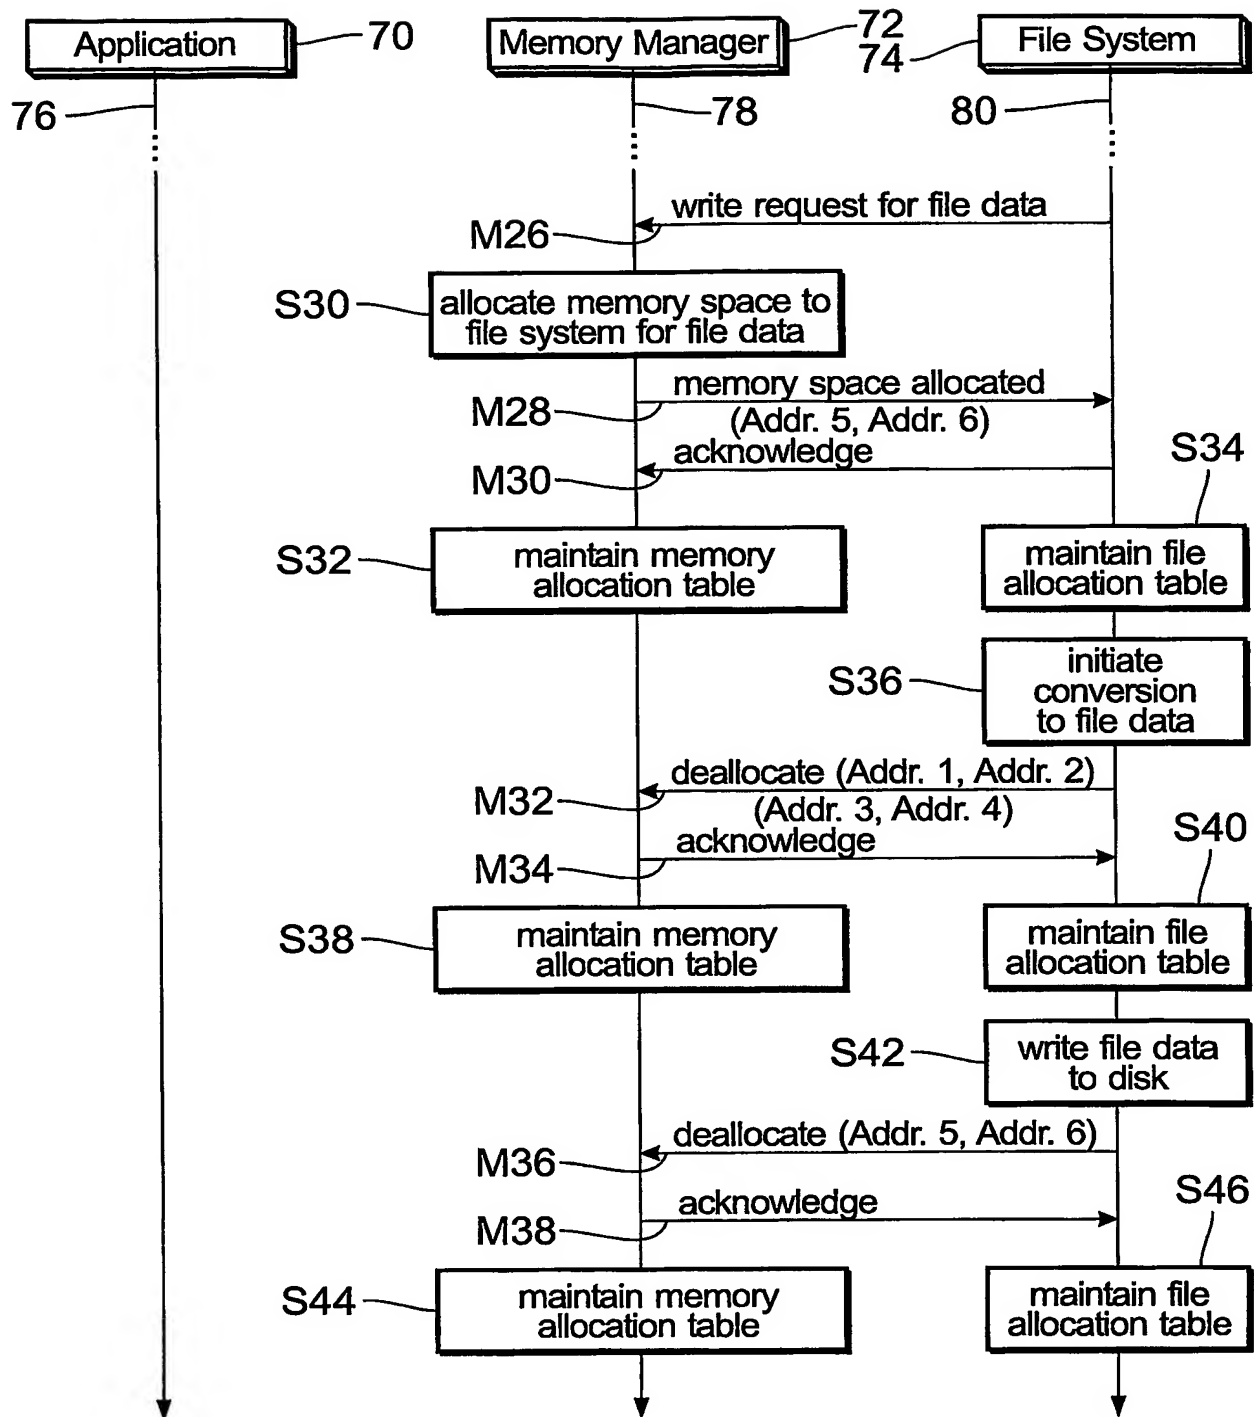 Application
70
Memory Manager
72
74
File System
76
78
80
write request for file data
M26
S30
allocate memory space to
file system for file data
memory space allocated
M28
(Addr. 5, Addr. 6)
acknowledge
M30
S34
S32
maintain memory
allocation table
maintain file
allocation table
S36
initiate
conversion
to file data
deallocate (Addr. 1, Addr. 2)
M32
(Addr. 3, Addr. 4)
acknowledge
M34
S40
S38
maintain memory
allocation table
maintain file
allocation table
S42
write file data
to disk
deallocate (Addr. 5, Addr. 6)
M36
acknowledge
M38
S46
S44
maintain memory
allocation table
maintain file
allocation table